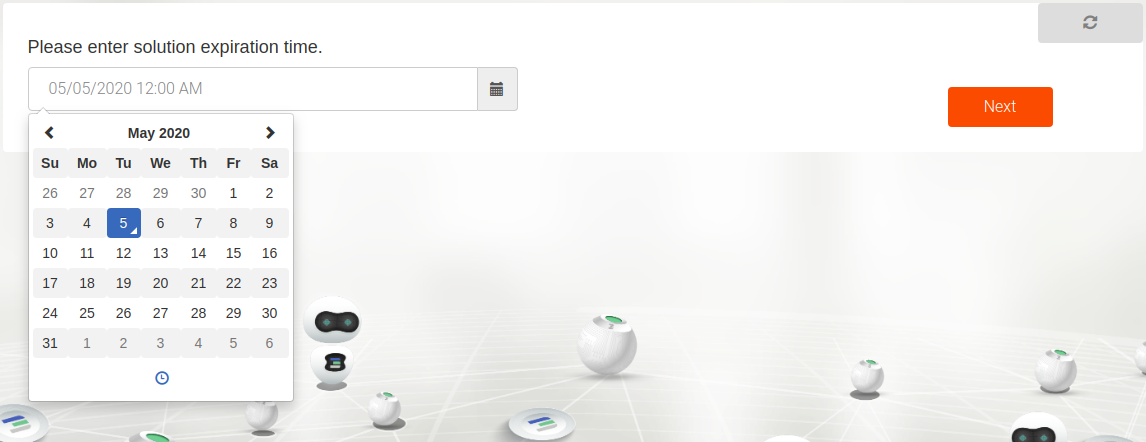 Please enter solution expiration time.
05/05/2020 12:00 AM
Next
May 2020
Su Mo Tu We Th Fr Sa
26 27 28 29 30 1 2
3 4 5 6 7 8 9
10 11 12 13 14 15 16
17 18 19 20 21 22 23
24 25 26 27 28 29 30
31 1 2 3 4 5 6